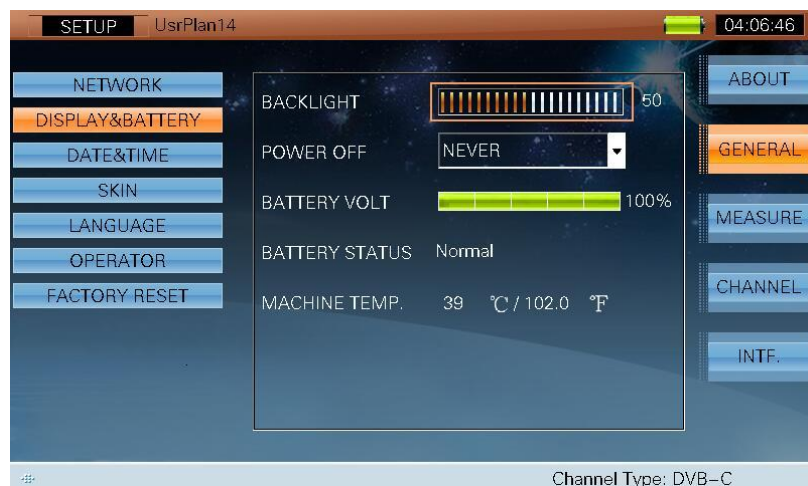 SETUP UsrPlan14 04:06:46
NETWORK
DISPLAY&BATTERY
DATE&TIME
SKIN
LANGUAGE
OPERATOR
FACTORY RESET
BACKLIGHT 50
POWER OFF NEVER
BATTERY VOLT 100%
BATTERY STATUS Normal
MACHINE TEMP. 39 ℃ / 102.0 ℉
ABOUT
GENERAL
MEASURE
CHANNEL
INTF.
Channel Type: DVB-C